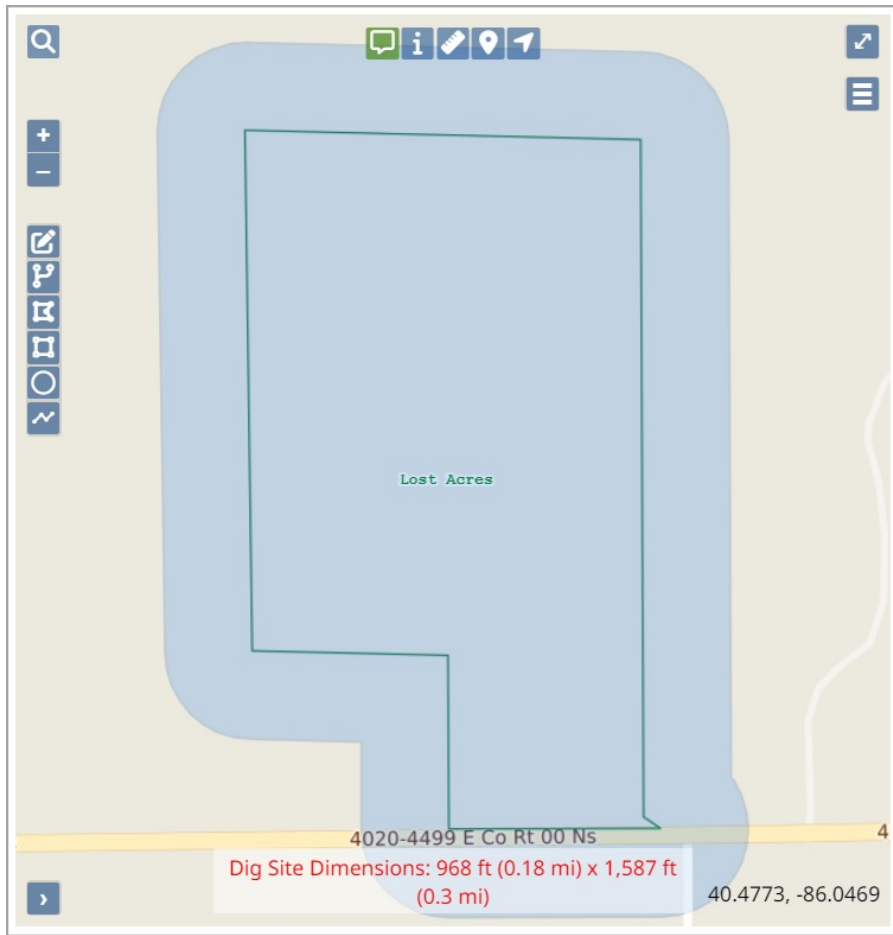 +
−
Lost Acres
4020-4499 E Co Rt 00 Ns
4
Dig Site Dimensions: 968 ft (0.18 mi) x 1,587 ft
(0.3 mi)
40.4773, -86.0469